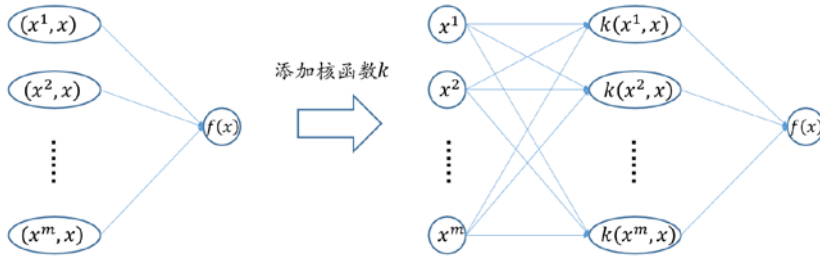 (x¹, x)
(x², x)
······
(xᵐ, x)
f(x)
添加核函数k
x¹
x²
······
xᵐ
k(x¹, x)
k(x², x)
······
k(xᵐ, x)
f(x)